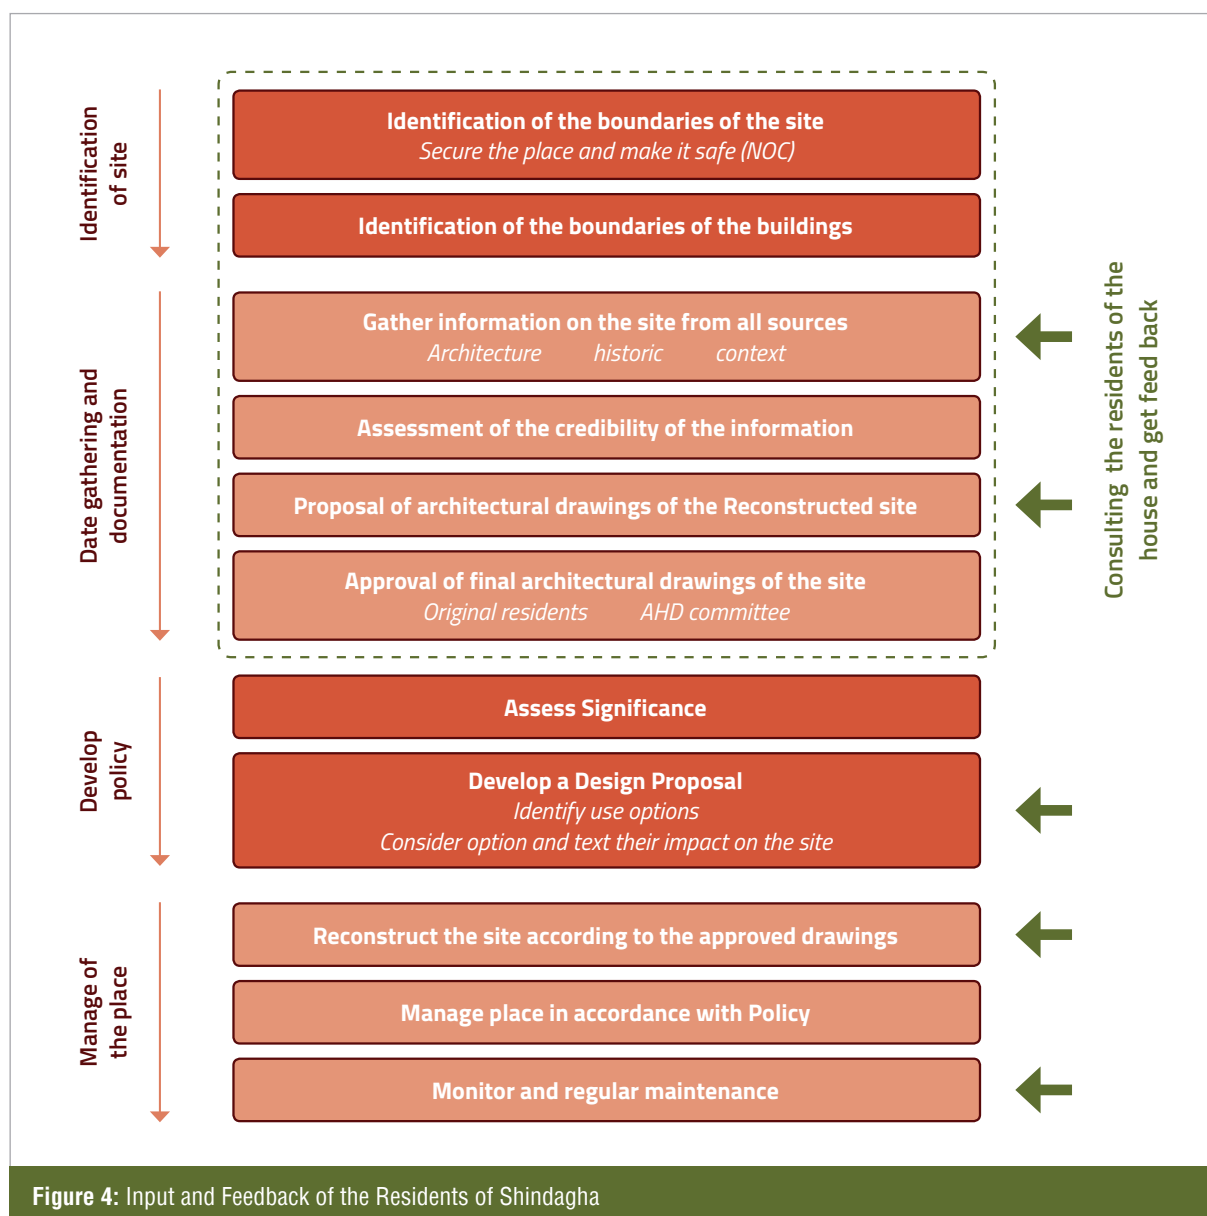 Identification
of site
Identification of the boundaries of the site
Secure the place and make it safe (NOC)
Identification of the boundaries of the buildings
Date gathering and
documentation
Gather information on the site from all sources
Architecture historic context
Assessment of the credibility of the information
Proposal of architectural drawings of the Reconstructed site
Approval of final architectural drawings of the site
Original residents AHD committee
Consulting the residents of the
house and get feed back
Develop
policy
Assess Significance
Develop a Design Proposal
Identify use options
Consider option and text their impact on the site
Manage of
the place
Reconstruct the site according to the approved drawings
Manage place in accordance with Policy
Monitor and regular maintenance
Figure 4: Input and Feedback of the Residents of Shindagha